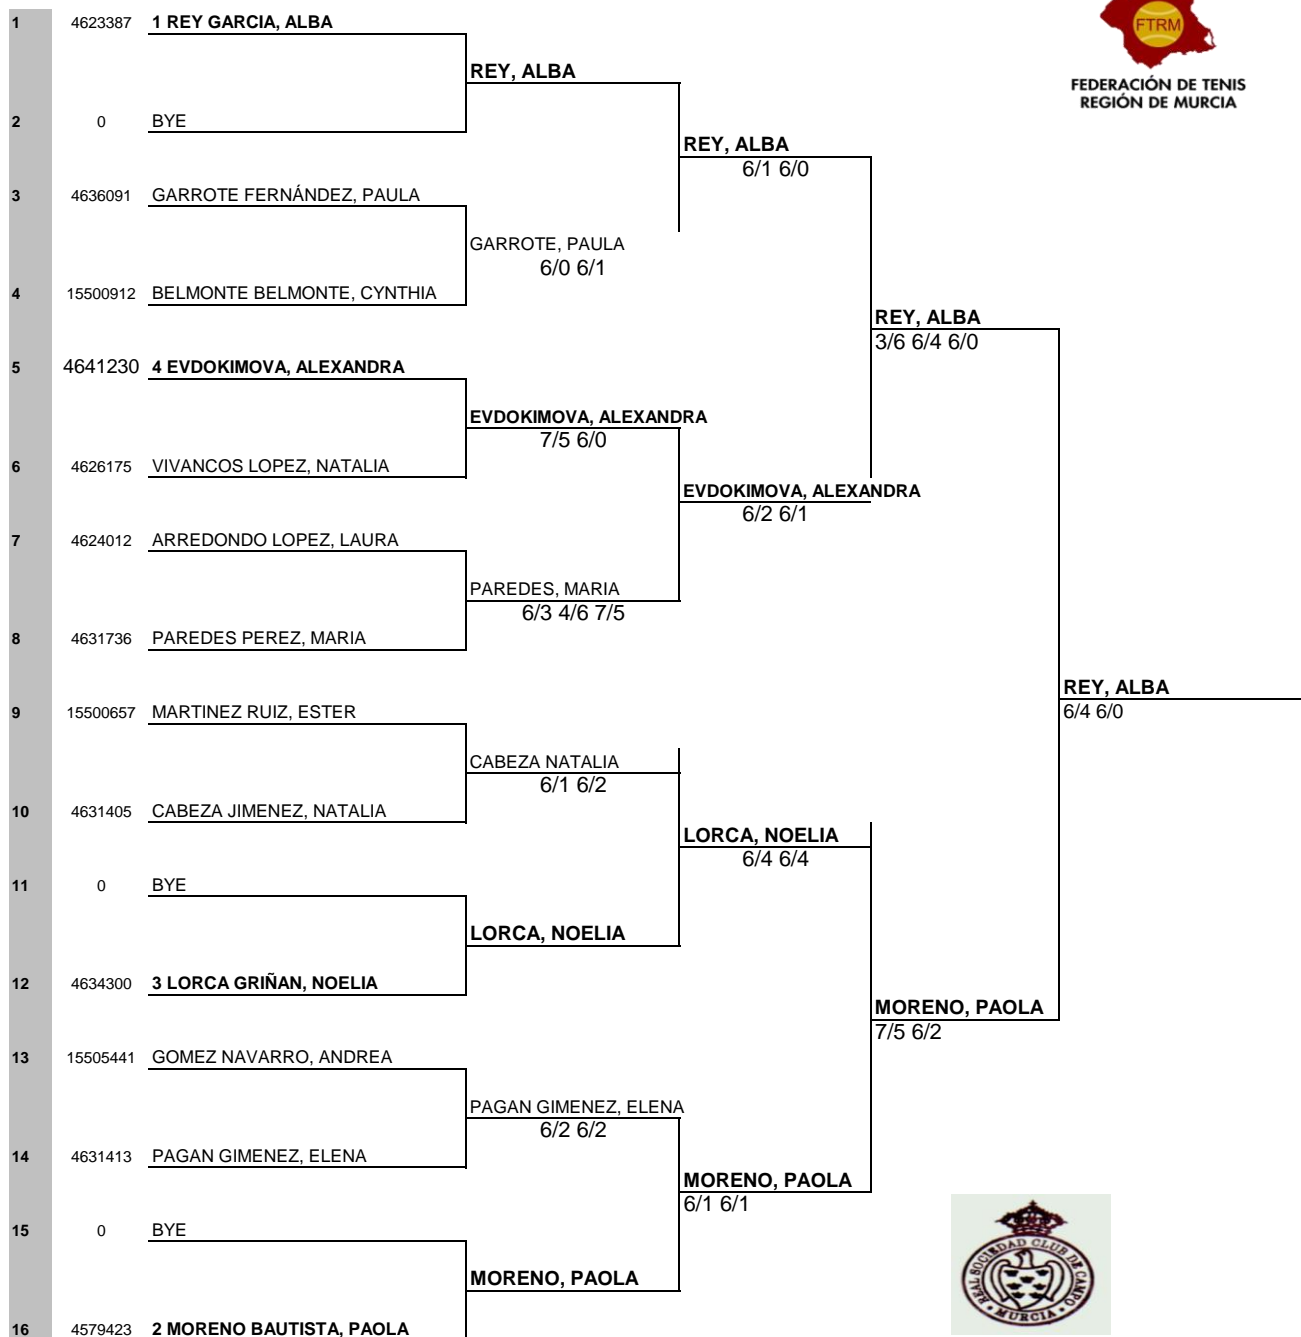 1 4623387 1 REY GARCIA, ALBA
FTRM
FEDERACIÓN DE TENIS
REGIÓN DE MURCIA
REY, ALBA
2 0 BYE
REY, ALBA
6/1 6/0
3 4636091 GARROTE FERNÁNDEZ, PAULA
GARROTE, PAULA
6/0 6/1
4 15500912 BELMONTE BELMONTE, CYNTHIA
REY, ALBA
3/6 6/4 6/0
5 4641230 4 EVDOKIMOVA, ALEXANDRA
EVDOKIMOVA, ALEXANDRA
7/5 6/0
6 4626175 VIVANCOS LOPEZ, NATALIA
EVDOKIMOVA, ALEXANDRA
6/2 6/1
7 4624012 ARREDONDO LOPEZ, LAURA
PAREDES, MARIA
6/3 4/6 7/5
8 4631736 PAREDES PEREZ, MARIA
REY, ALBA
6/4 6/0
9 15500657 MARTINEZ RUIZ, ESTER
CABEZA NATALIA
6/1 6/2
10 4631405 CABEZA JIMENEZ, NATALIA
LORCA, NOELIA
6/4 6/4
11 0 BYE
LORCA, NOELIA
12 4634300 3 LORCA GRIÑAN, NOELIA
MORENO, PAOLA
7/5 6/2
13 15505441 GOMEZ NAVARRO, ANDREA
PAGAN GIMENEZ, ELENA
6/2 6/2
14 4631413 PAGAN GIMENEZ, ELENA
MORENO, PAOLA
6/1 6/1
15 0 BYE
REAL SOCIEDAD CLUB DE CAMPO
MURCIA
MORENO, PAOLA
16 4579423 2 MORENO BAUTISTA, PAOLA